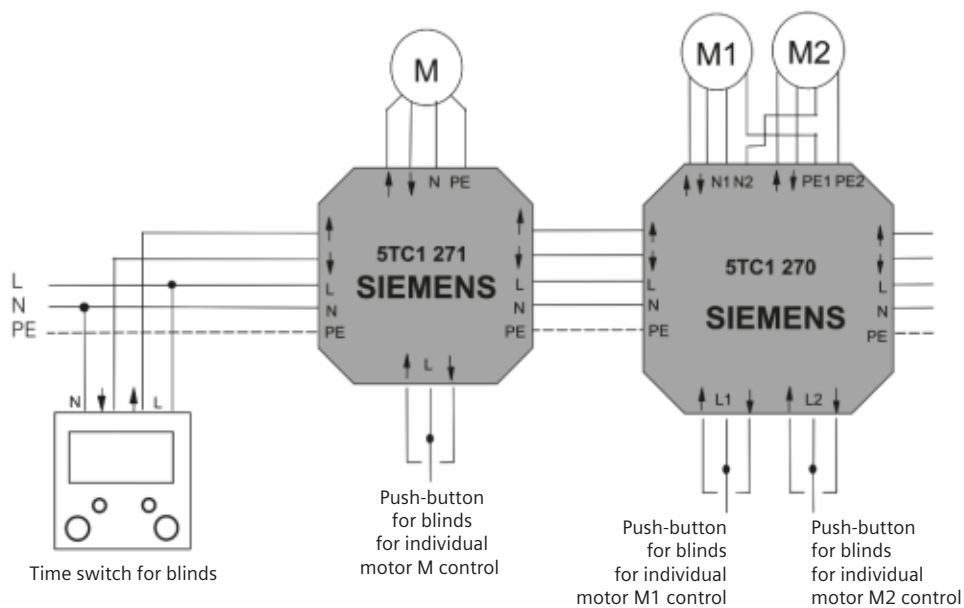 M
M1
M2
↑ ↓ N PE
↑ ↓ N1 N2 ↑ ↓ PE1 PE2
5TC1 271
SIEMENS
↑
↓
L
N
PE
↑
↓
L
N
PE
↑ L ↓
5TC1 270
SIEMENS
↑
↓
L
N
PE
↑
↓
L
N
PE
↑ L1 ↓ ↑ L2 ↓
L
N
PE
N ↓ ↑ L
Time switch for blinds
Push-button
for blinds
for individual
motor M control
Push-button
for blinds
for individual
motor M1 control
Push-button
for blinds
for individual
motor M2 control